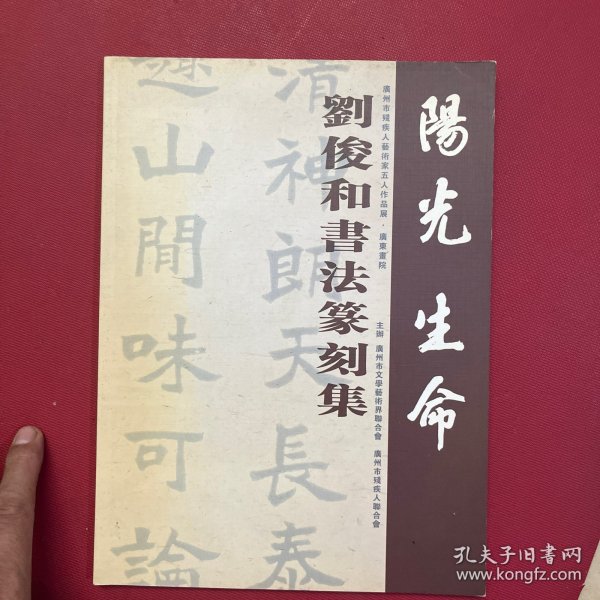 陽光生命
廣州市殘疾人藝術家五人作品展·廣東畫院
主辦 廣州市文學藝術界聯合會 廣州市殘疾人聯合會
劉俊和書法篆刻集
清神朗天長泰
山間味可論
孔夫子旧书网
www.kongfz.com